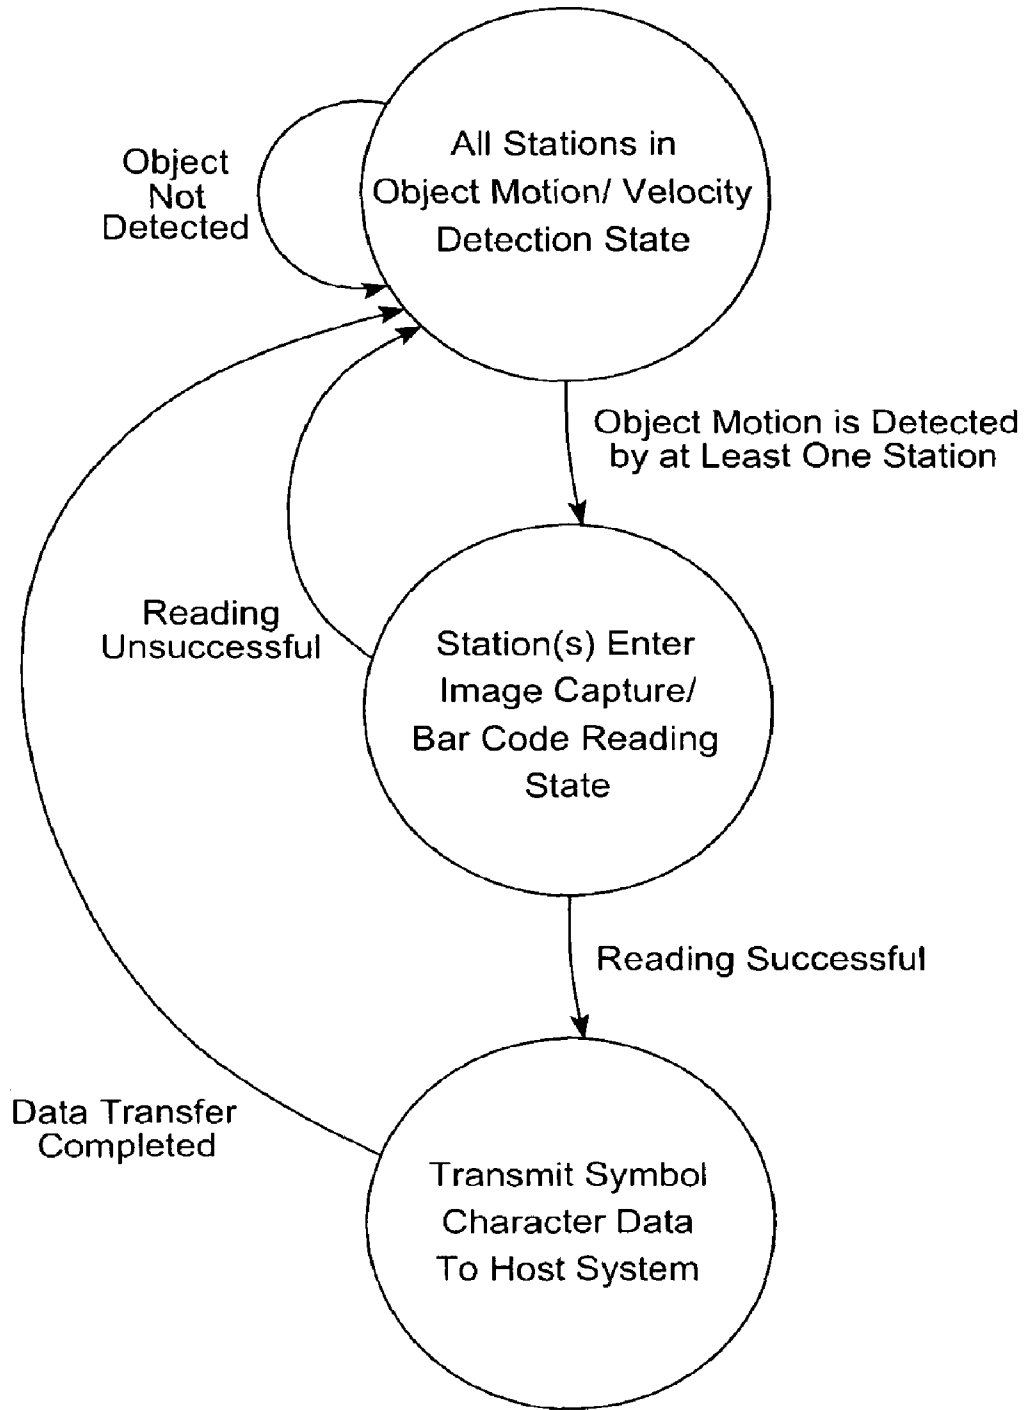 All Stations in
Object Motion/ Velocity
Detection State
Object
Not
Detected
Object Motion is Detected
by at Least One Station
Reading
Unsuccessful
Station(s) Enter
Image Capture/
Bar Code Reading
State
Reading Successful
Data Transfer
Completed
Transmit Symbol
Character Data
To Host System